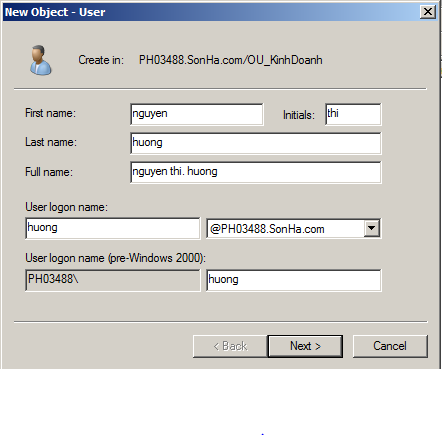 New Object - User
Create in: PH03488.SonHa.com/OU_KinhDoanh
First name: nguyen Initials: thi
Last name: huong
Full name: nguyen thi. huong
User logon name:
huong @PH03488.SonHa.com
User logon name (pre-Windows 2000):
PH03488\ huong
< Back Next > Cancel